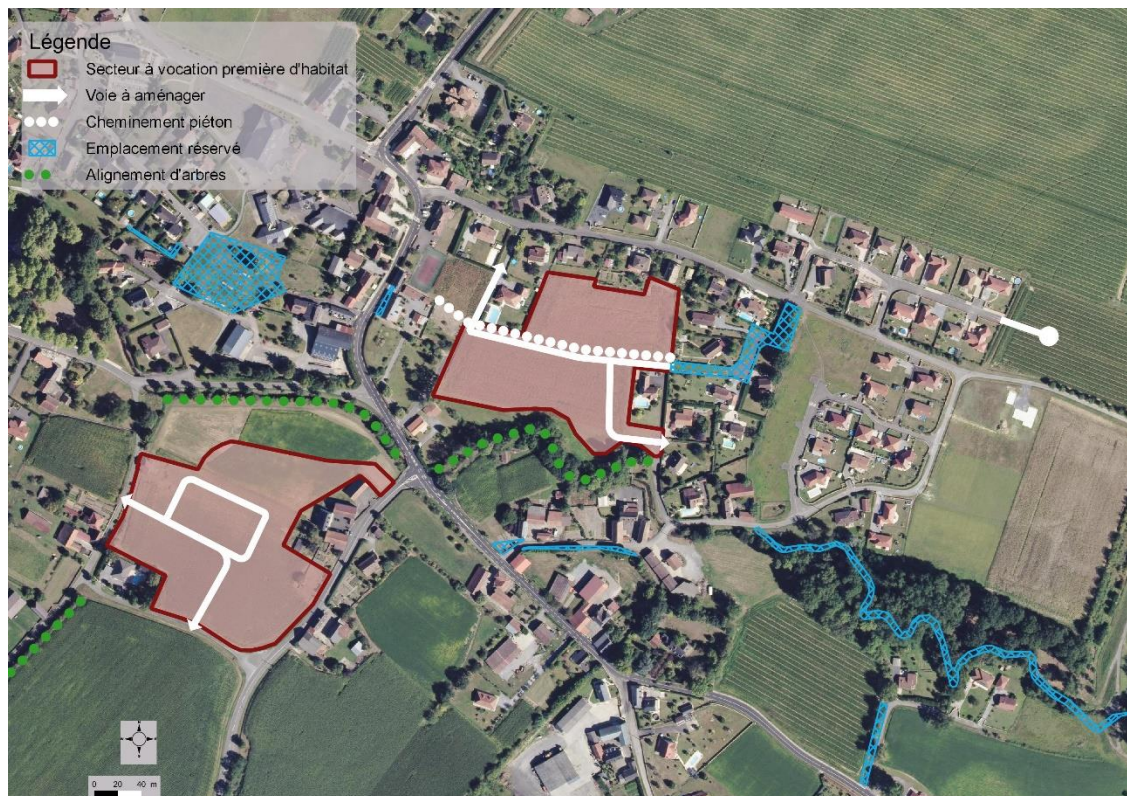 Légende
Secteur à vocation première d'habitat
Voie à aménager
Cheminement piéton
Emplacement réservé
Alignement d'arbres
0 20 40 m